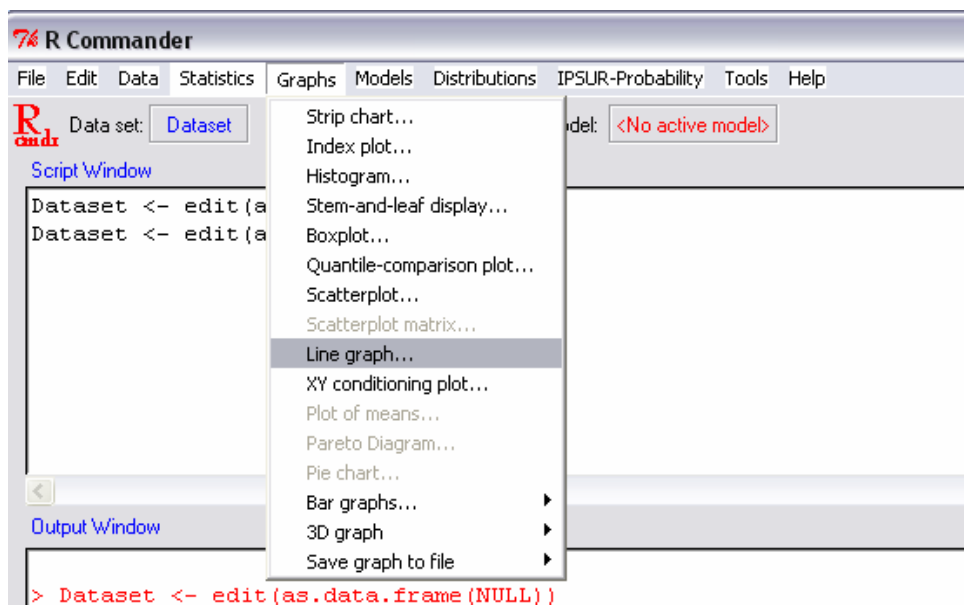 R Commander
File Edit Data Statistics Graphs Models Distributions IPSUR-Probability Tools Help
R cmdr Data set: Dataset odel: <No active model>
Script Window
Dataset <- edit(a
Dataset <- edit(a
Strip chart...
Index plot...
Histogram...
Stem-and-leaf display...
Boxplot...
Quantile-comparison plot...
Scatterplot...
Scatterplot matrix...
Line graph...
XY conditioning plot...
Plot of means...
Pareto Diagram...
Pie chart...
Bar graphs...
3D graph
Save graph to file
Output Window
> Dataset <- edit(as.data.frame(NULL))